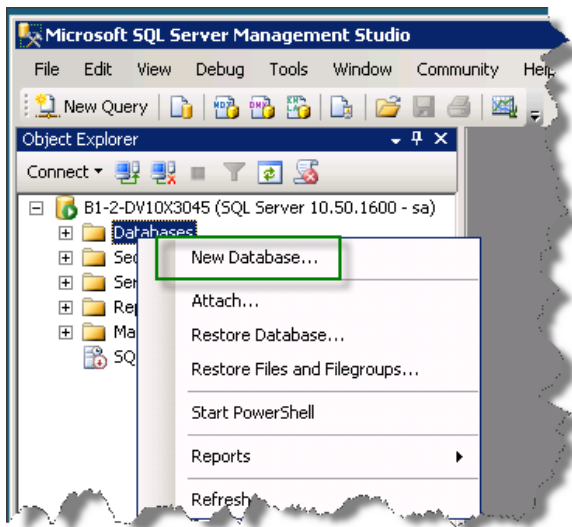 Microsoft SQL Server Management Studio
File Edit View Debug Tools Window Community Help
New Query
Object Explorer
Connect
B1-2-DV10X3045 (SQL Server 10.50.1600 - sa)
Databases
New Database...
Attach...
Restore Database...
Restore Files and Filegroups...
Start PowerShell
Reports
Refresh